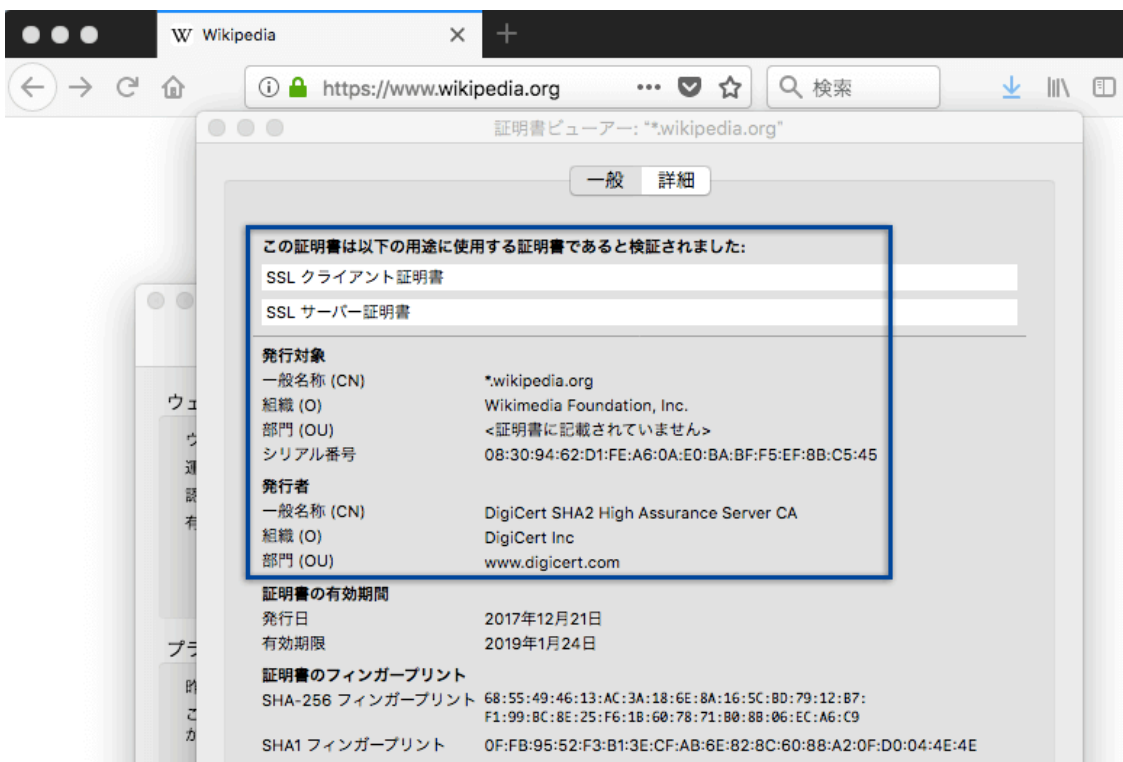 W Wikipedia
https://www.wikipedia.org
検索
証明書ビューアー: "*.wikipedia.org"
一般 詳細
この証明書は以下の用途に使用する証明書であると検証されました:
SSL クライアント証明書
SSL サーバー証明書
発行対象
一般名称 (CN) *.wikipedia.org
ウェ
組織 (O) Wikimedia Foundation, Inc.
部門 (OU) <証明書に記載されていません>
ウ
シリアル番号 08:30:94:62:D1:FE:A6:0A:E0:BA:BF:F5:EF:8B:C5:45
運
発行者
認
一般名称 (CN) DigiCert SHA2 High Assurance Server CA
有
組織 (O) DigiCert Inc
部門 (OU) www.digicert.com
証明書の有効期間
発行日 2017年12月21日
有効期限 2019年1月24日
プラ
証明書のフィンガープリント
SHA-256 フィンガープリント 68:55:49:46:13:AC:3A:18:6E:8A:16:5C:BD:79:12:B7:
F1:99:BC:8E:25:F6:1B:60:78:71:B0:8B:06:EC:A6:C9
こ
か
SHA1 フィンガープリント 0F:FB:95:52:F3:B1:3E:CF:AB:6E:82:8C:60:88:A2:0F:D0:04:4E:4E